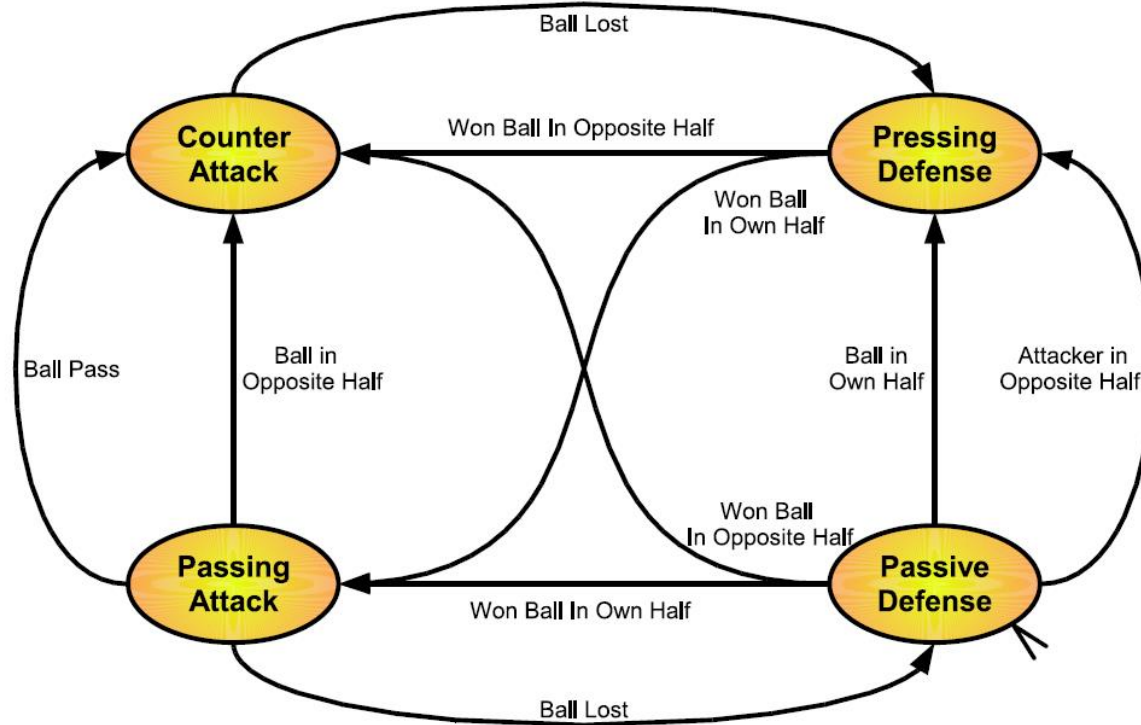 Ball Lost
Counter
Attack
Won Ball In Opposite Half
Pressing
Defense
Won Ball
In Own Half
Ball Pass
Ball in
Opposite Half
Ball in
Own Half
Attacker in
Opposite Half
Won Ball
In Opposite Half
Passing
Attack
Won Ball In Own Half
Passive
Defense
Ball Lost